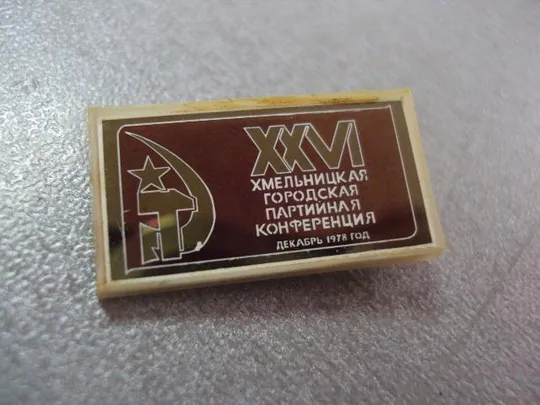 XXVI
ХМЕЛЬНИЦКАЯ
ГОРОДСКАЯ
ПАРТИЙНАЯ
КОНФЕРЕНЦИЯ
ДЕКАБРЬ 1978 ГОД